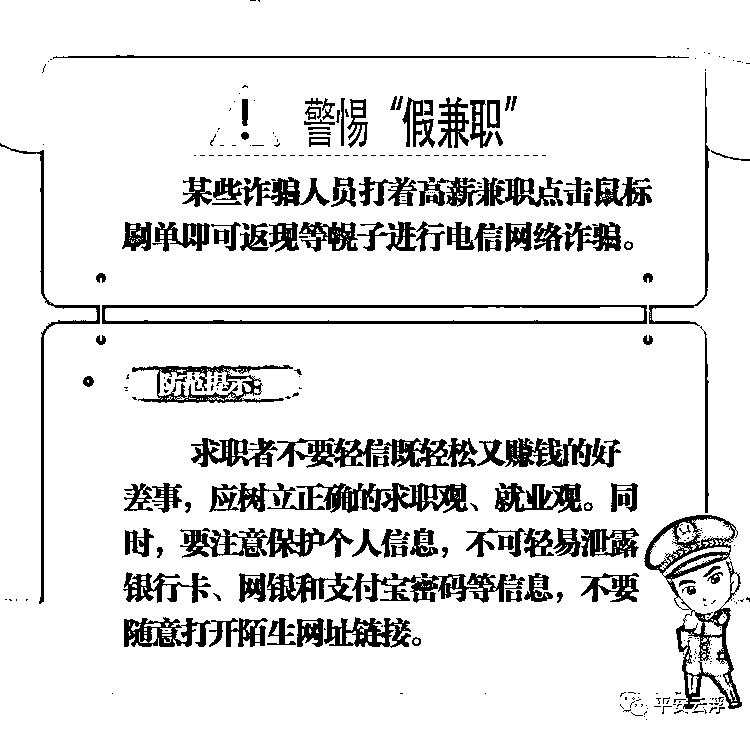 警惕“假兼职”
某些诈骗人员打着高薪兼职点击鼠标
刷单即可返现等幌子进行电信网络诈骗。
防范提示：
求职者不要轻信既轻松又赚钱的好
差事，应树立正确的求职观、就业观。同
时，要注意保护个人信息，不可轻易泄露
银行卡、网银和支付宝密码等信息，不要
随意打开陌生网址链接。
平安云浮